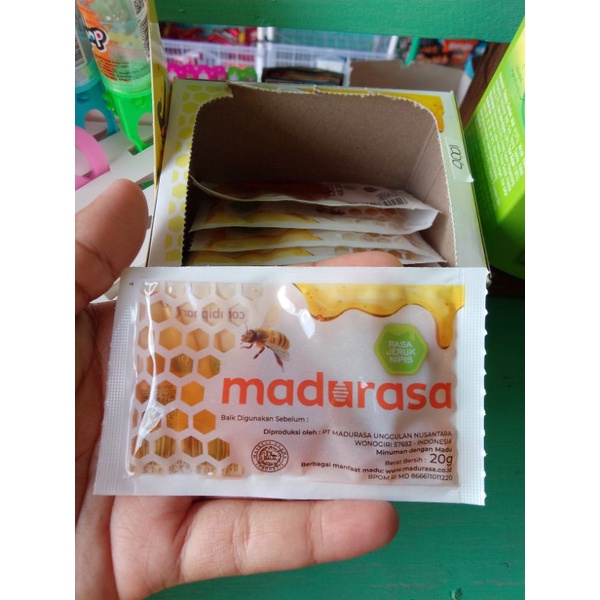 RASA
JERUK
NIPIS
madurasa
Baik Digunakan Sebelum :
Diproduksi oleh : PT MADURASA UNGGULAN NUSANTARA
WONOGIRI 57652 - INDONESIA
Minuman dengan Madu
Berat Bersih : 20g
Berbagai manfaat madu: www.madurasa.co.id
BPOM RI MD 866611011220